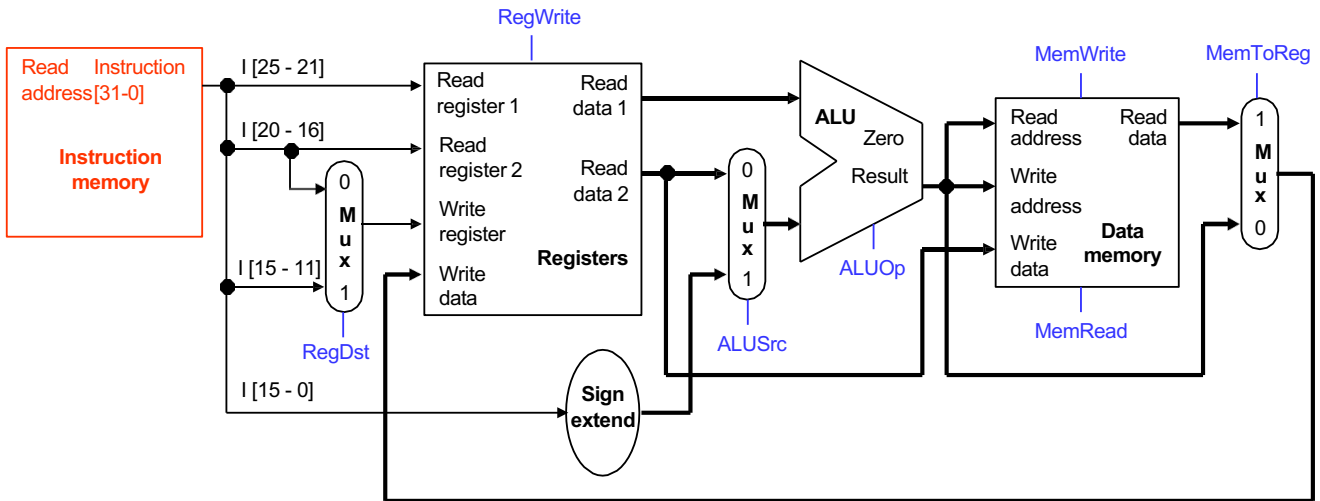 RegWrite
Read Instruction
address[31-0]
Instruction
memory
I [25 - 21]
I [20 - 16]
I [15 - 11]
I [15 - 0]
0
M
u
x
1
RegDst
Read
register 1
Read
register 2
Write
register
Write
data
Read
data 1
Read
data 2
Registers
Sign
extend
0
M
u
x
1
ALUSrc
ALU
Zero
Result
ALUOp
MemWrite
Read
address
Write
address
Write
data
Read
data
Data
memory
MemRead
MemToReg
1
M
u
x
0